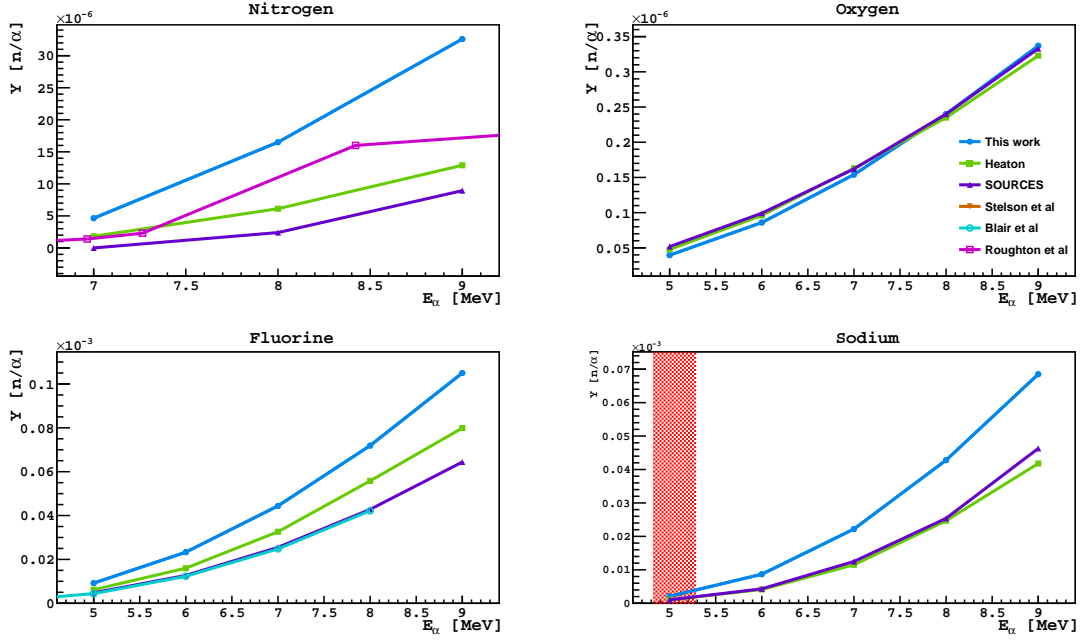 Nitrogen
×10⁻⁶
Y [n/α]
30
25
20
15
10
5
0
7 7.5 8 8.5 9
E_α [MeV]
Oxygen
×10⁻⁶
Y [n/α]
0.35
0.3
0.25
0.2
0.15
0.1
0.05
5 5.5 6 6.5 7 7.5 8 8.5 9
E_α [MeV]
This work
Heaton
SOURCES
Stelson et al
Blair et al
Roughton et al
Fluorine
×10⁻³
Y [n/α]
0.1
0.08
0.06
0.04
0.02
0
5 5.5 6 6.5 7 7.5 8 8.5 9
E_α [MeV]
Sodium
×10⁻³
Y [n/α]
0.07
0.06
0.05
0.04
0.03
0.02
0.01
0
5 5.5 6 6.5 7 7.5 8 8.5 9
E_α [MeV]